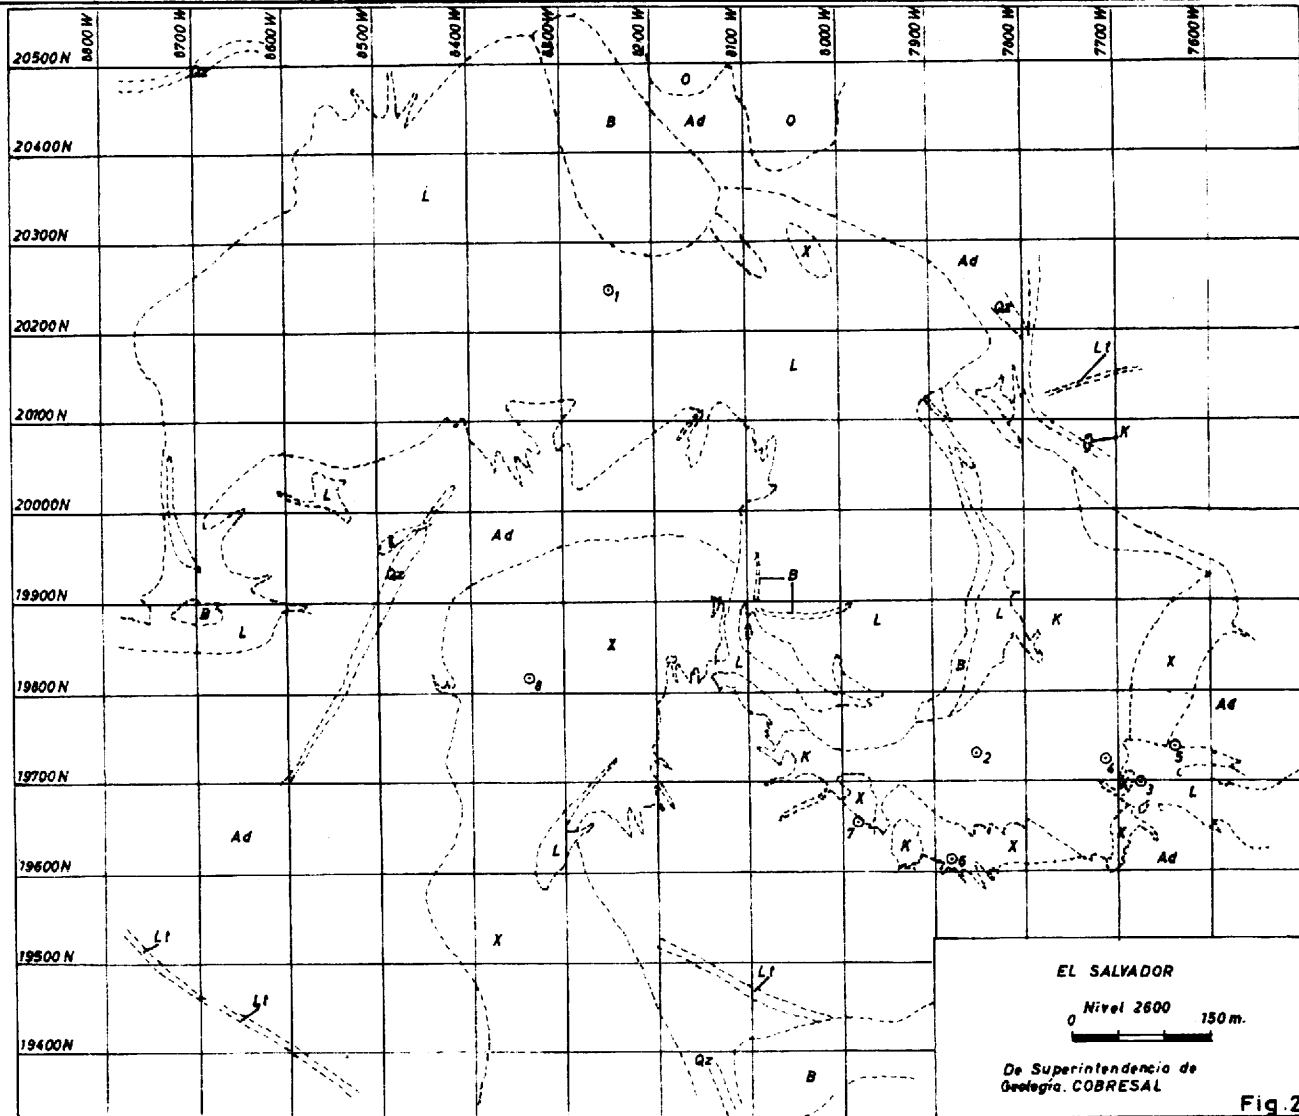 8800 W
8700 W
8600 W
8500 W
8400 W
8300 W
8200 W
8100 W
8000 W
7900 W
7800 W
7700 W
7600 W
20500 N
Qz
O
B
Ad
O
20400 N
L
20300 N
X
Ad
1
Qz
20200 N
Lt
L
20100 N
K
L
20000 N
Ad
L
Qz
B
19900 N
B
L
L
K
L
X
L
B
X
8
19800 N
Ad
K
2
4
5
19700 N
3
L
X
7
Ad
L
K
6
X
X
Ad
19600 N
X
Lt
19500 N
Lt
Lt
19400 N
Qz
B
EL SALVADOR
Nivel 2600
0 150 m.
De Superintendencia de
Geología. COBRESAL
Fig. 2